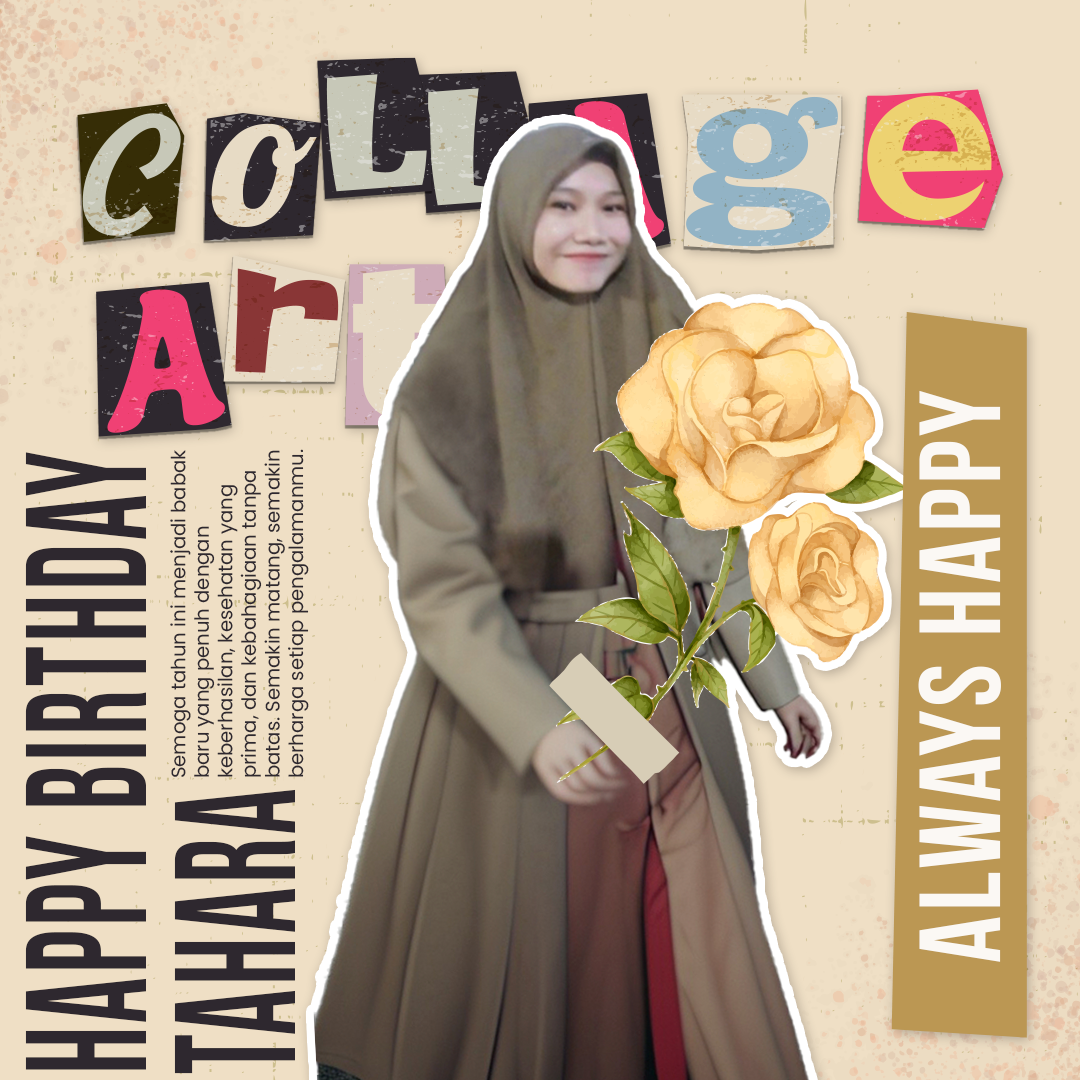 Collage
Art
HAPPY BIRTHDAY
TAHARA
Semoga tahun ini menjadi babak
baru yang penuh dengan
keberhasilan, kesehatan yang
prima, dan kebahagiaan tanpa
batas. Semakin matang, semakin
berharga setiap pengalamanmu.
ALWAYS HAPPY